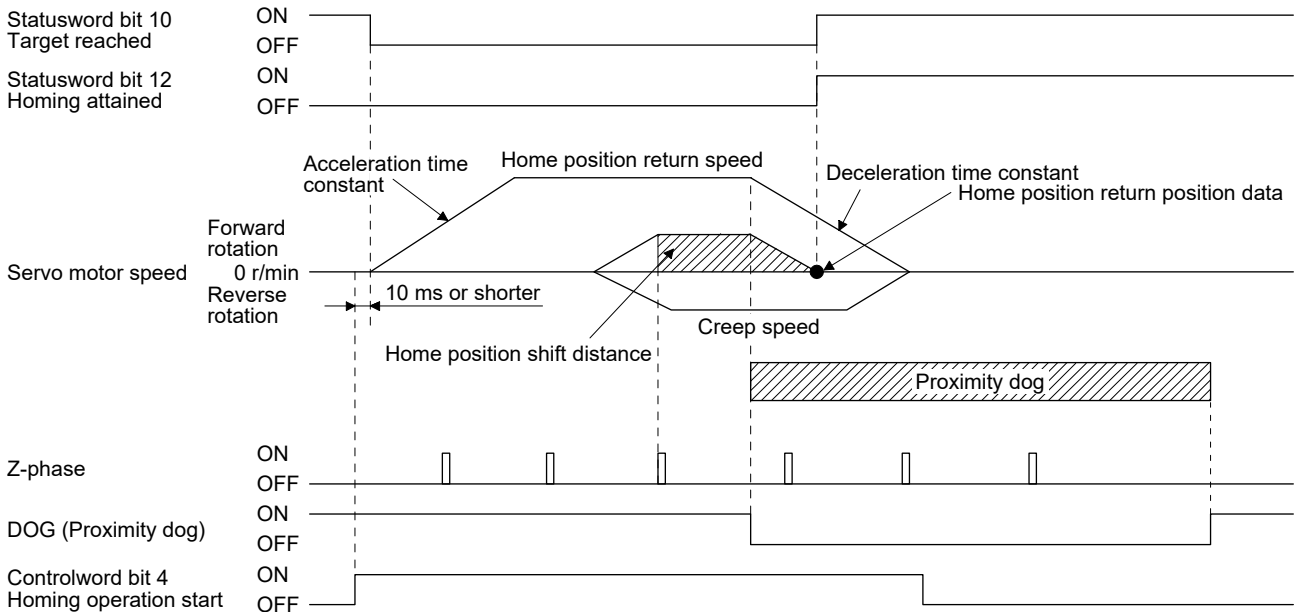 Statusword bit 10
Target reached
ON
OFF
Statusword bit 12
Homing attained
ON
OFF
Acceleration time
constant
Home position return speed
Deceleration time constant
Home position return position data
Forward
rotation
Servo motor speed
0 r/min
Reverse
rotation
10 ms or shorter
Creep speed
Home position shift distance
Proximity dog
Z-phase
ON
OFF
DOG (Proximity dog)
ON
OFF
Controlword bit 4
Homing operation start
ON
OFF